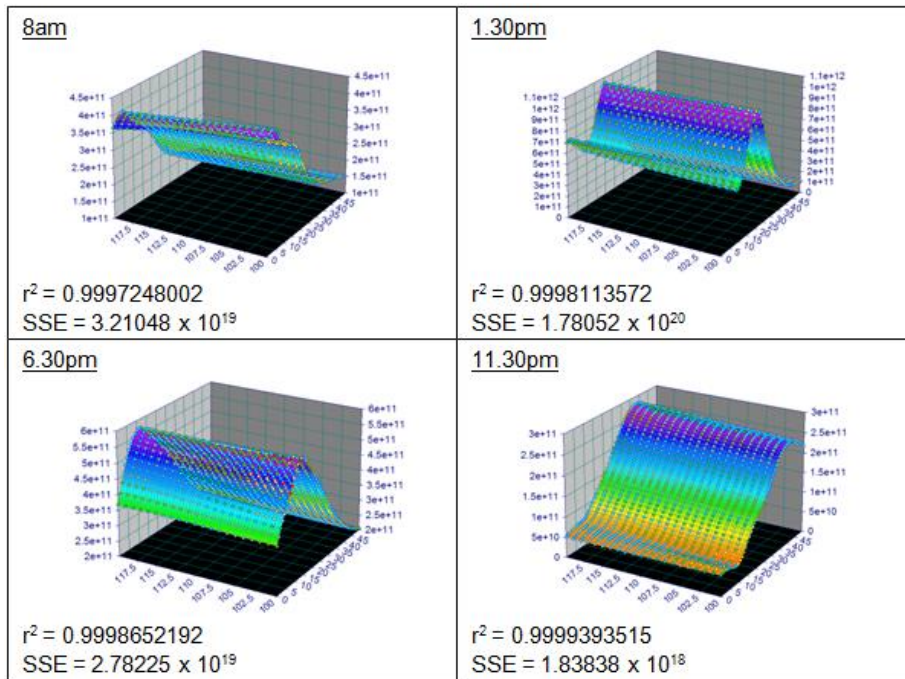 8am
4.5e+11
4e+11
3.5e+11
3e+11
2.5e+11
2e+11
1.5e+11
1e+11
4.5e+11
4e+11
3.5e+11
3e+11
2.5e+11
2e+11
1.5e+11
1e+11
117.5
115
112.5
110
107.5
105
102.5
100
r² = 0.9997248002
SSE = 3.21048 x 10¹⁹
1.30pm
1.1e+12
1e+12
9e+11
8e+11
7e+11
6e+11
5e+11
4e+11
3e+11
2e+11
1e+11
0
1.1e+12
1e+12
9e+11
8e+11
7e+11
6e+11
5e+11
4e+11
3e+11
2e+11
1e+11
0
117.5
115
112.5
110
107.5
105
102.5
100
r² = 0.9998113572
SSE = 1.78052 x 10²⁰
6.30pm
6e+11
5.5e+11
5e+11
4.5e+11
4e+11
3.5e+11
3e+11
2.5e+11
2e+11
6e+11
5.5e+11
5e+11
4.5e+11
4e+11
3.5e+11
3e+11
2.5e+11
2e+11
117.5
115
112.5
110
107.5
105
102.5
100
r² = 0.9998652192
SSE = 2.78225 x 10¹⁹
11.30pm
3e+11
2.5e+11
2e+11
1.5e+11
1e+11
5e+10
0
3e+11
2.5e+11
2e+11
1.5e+11
1e+11
5e+10
0
117.5
115
112.5
110
107.5
105
102.5
100
r² = 0.9999393515
SSE = 1.83838 x 10¹⁸